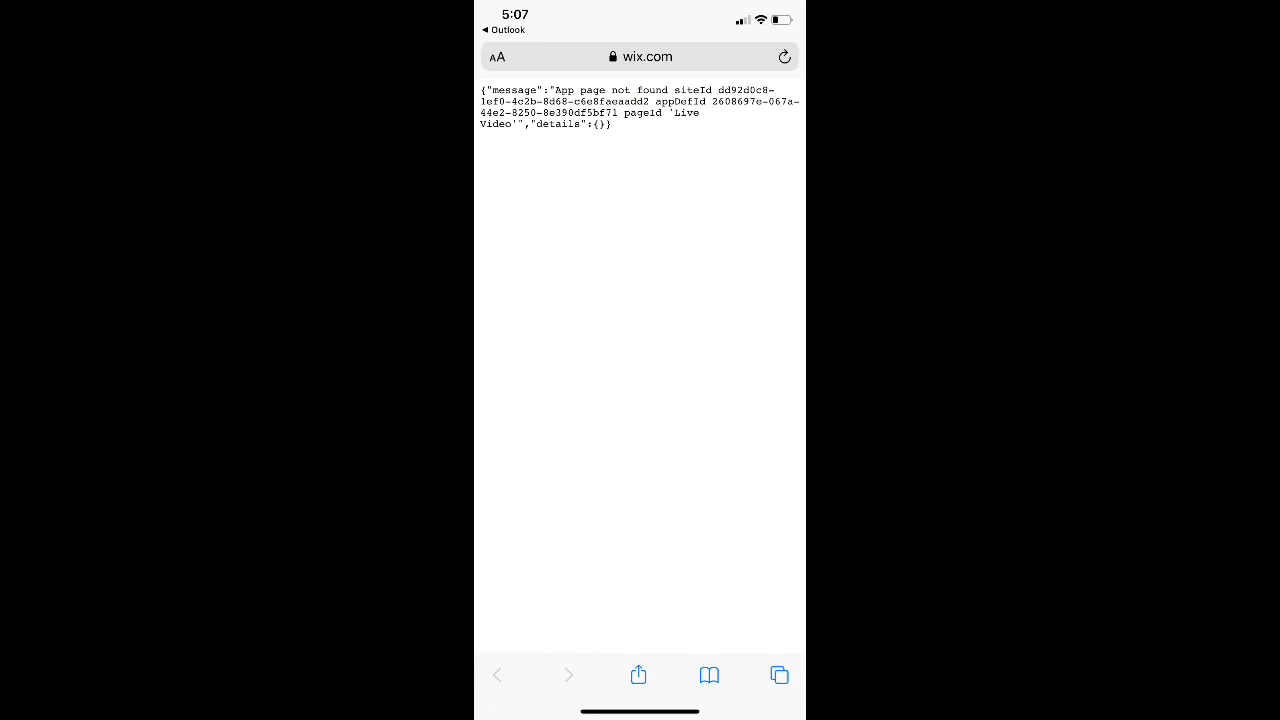 5:07
Outlook
AA
wix.com
{"message":"App page not found siteId dd92d0c8-
1ef0-4c2b-8d68-c6e8faeaadd2 appDefId 2608697e-067a-
44e2-8250-8e390df5bf71 pageId 'Live
Video'","details":{}}